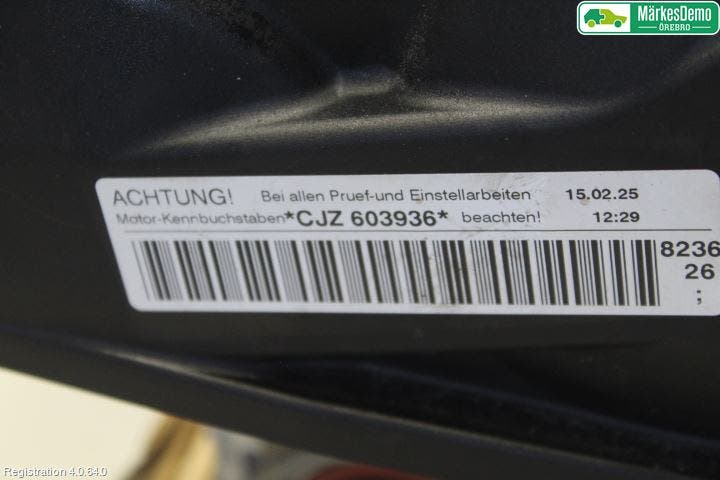 MärkesDemo
ÖREBRO
ACHTUNG! Bei allen Pruef-und Einstellarbeiten 15.02.25
Motor-Kennbuchstaben *CJZ 603936* beachten! 12:29
8236
26
;
Registration 4.0.64.0